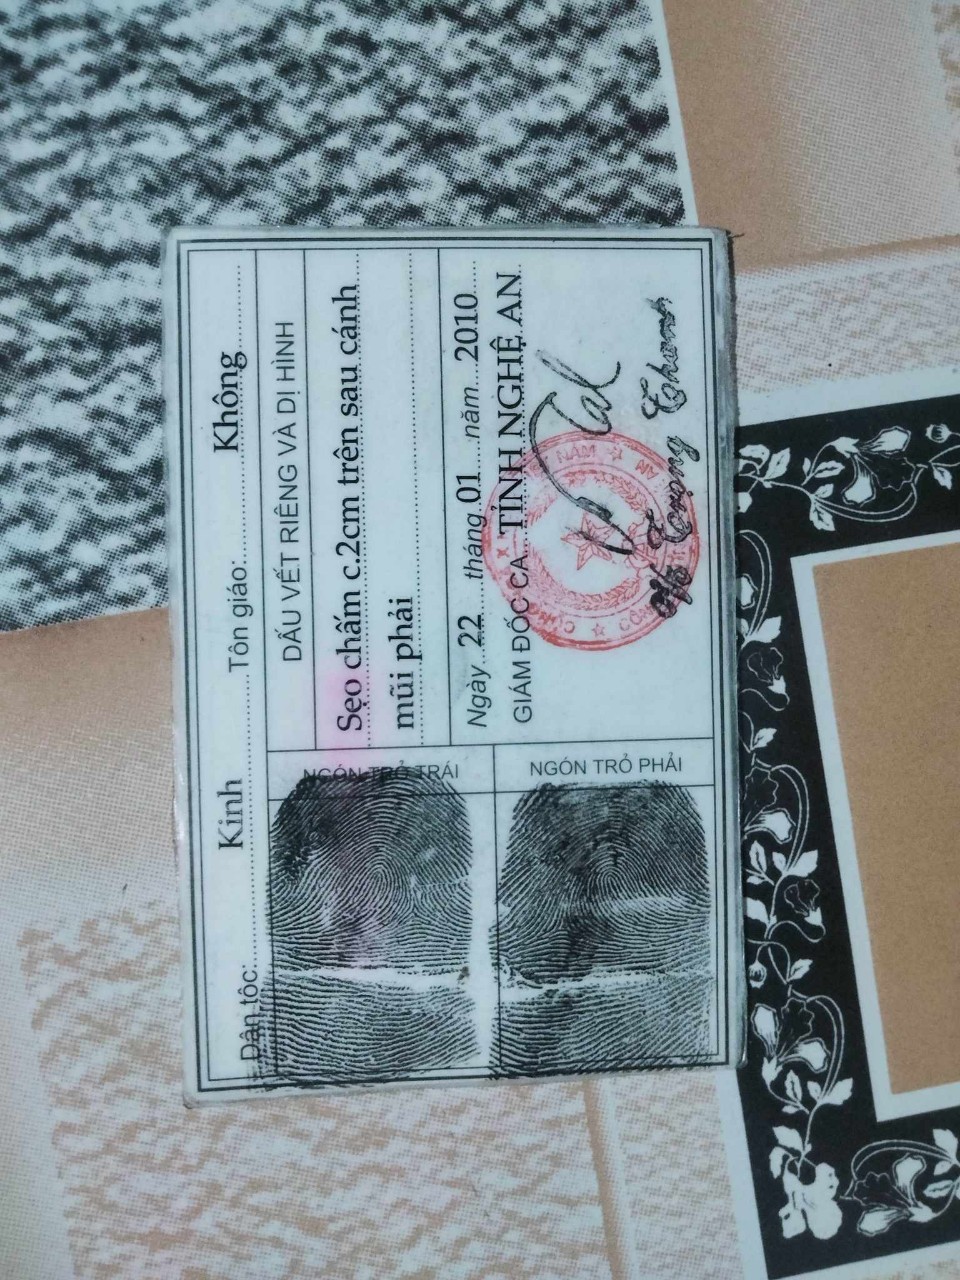 Dân tộc: Kinh Tôn giáo: Không
DẤU VẾT RIÊNG VÀ DỊ HÌNH
Sẹo chấm c.2cm trên sau cánh
mũi phải
Ngày 22 tháng 01 năm 2010
GIÁM ĐỐC CA TỈNH NGHỆ AN
NGÓN TRỎ TRÁI
NGÓN TRỎ PHẢI